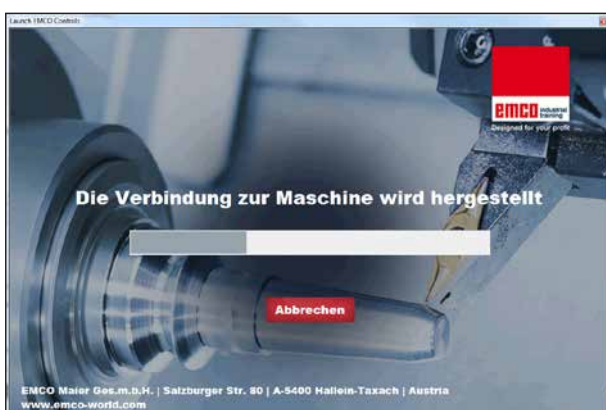 Launch EMCO Controls
emco industrial
training
Designed for your profit
Die Verbindung zur Maschine wird hergestellt
Abbrechen
EMCO Maier Ges.m.b.H. | Salzburger Str. 80 | A-5400 Hallein-Taxach | Austria
www.emco-world.com